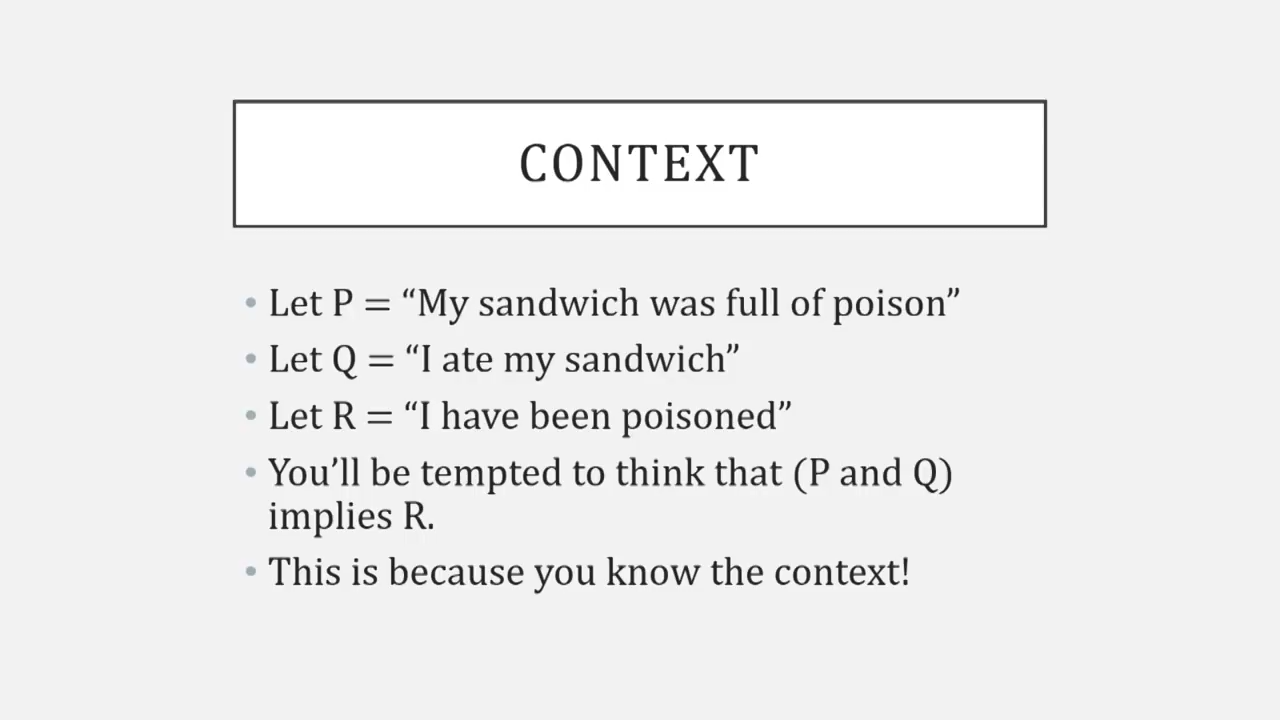 CONTEXT
• Let P = “My sandwich was full of poison”
• Let Q = “I ate my sandwich”
• Let R = “I have been poisoned”
• You’ll be tempted to think that (P and Q)
implies R.
• This is because you know the context!